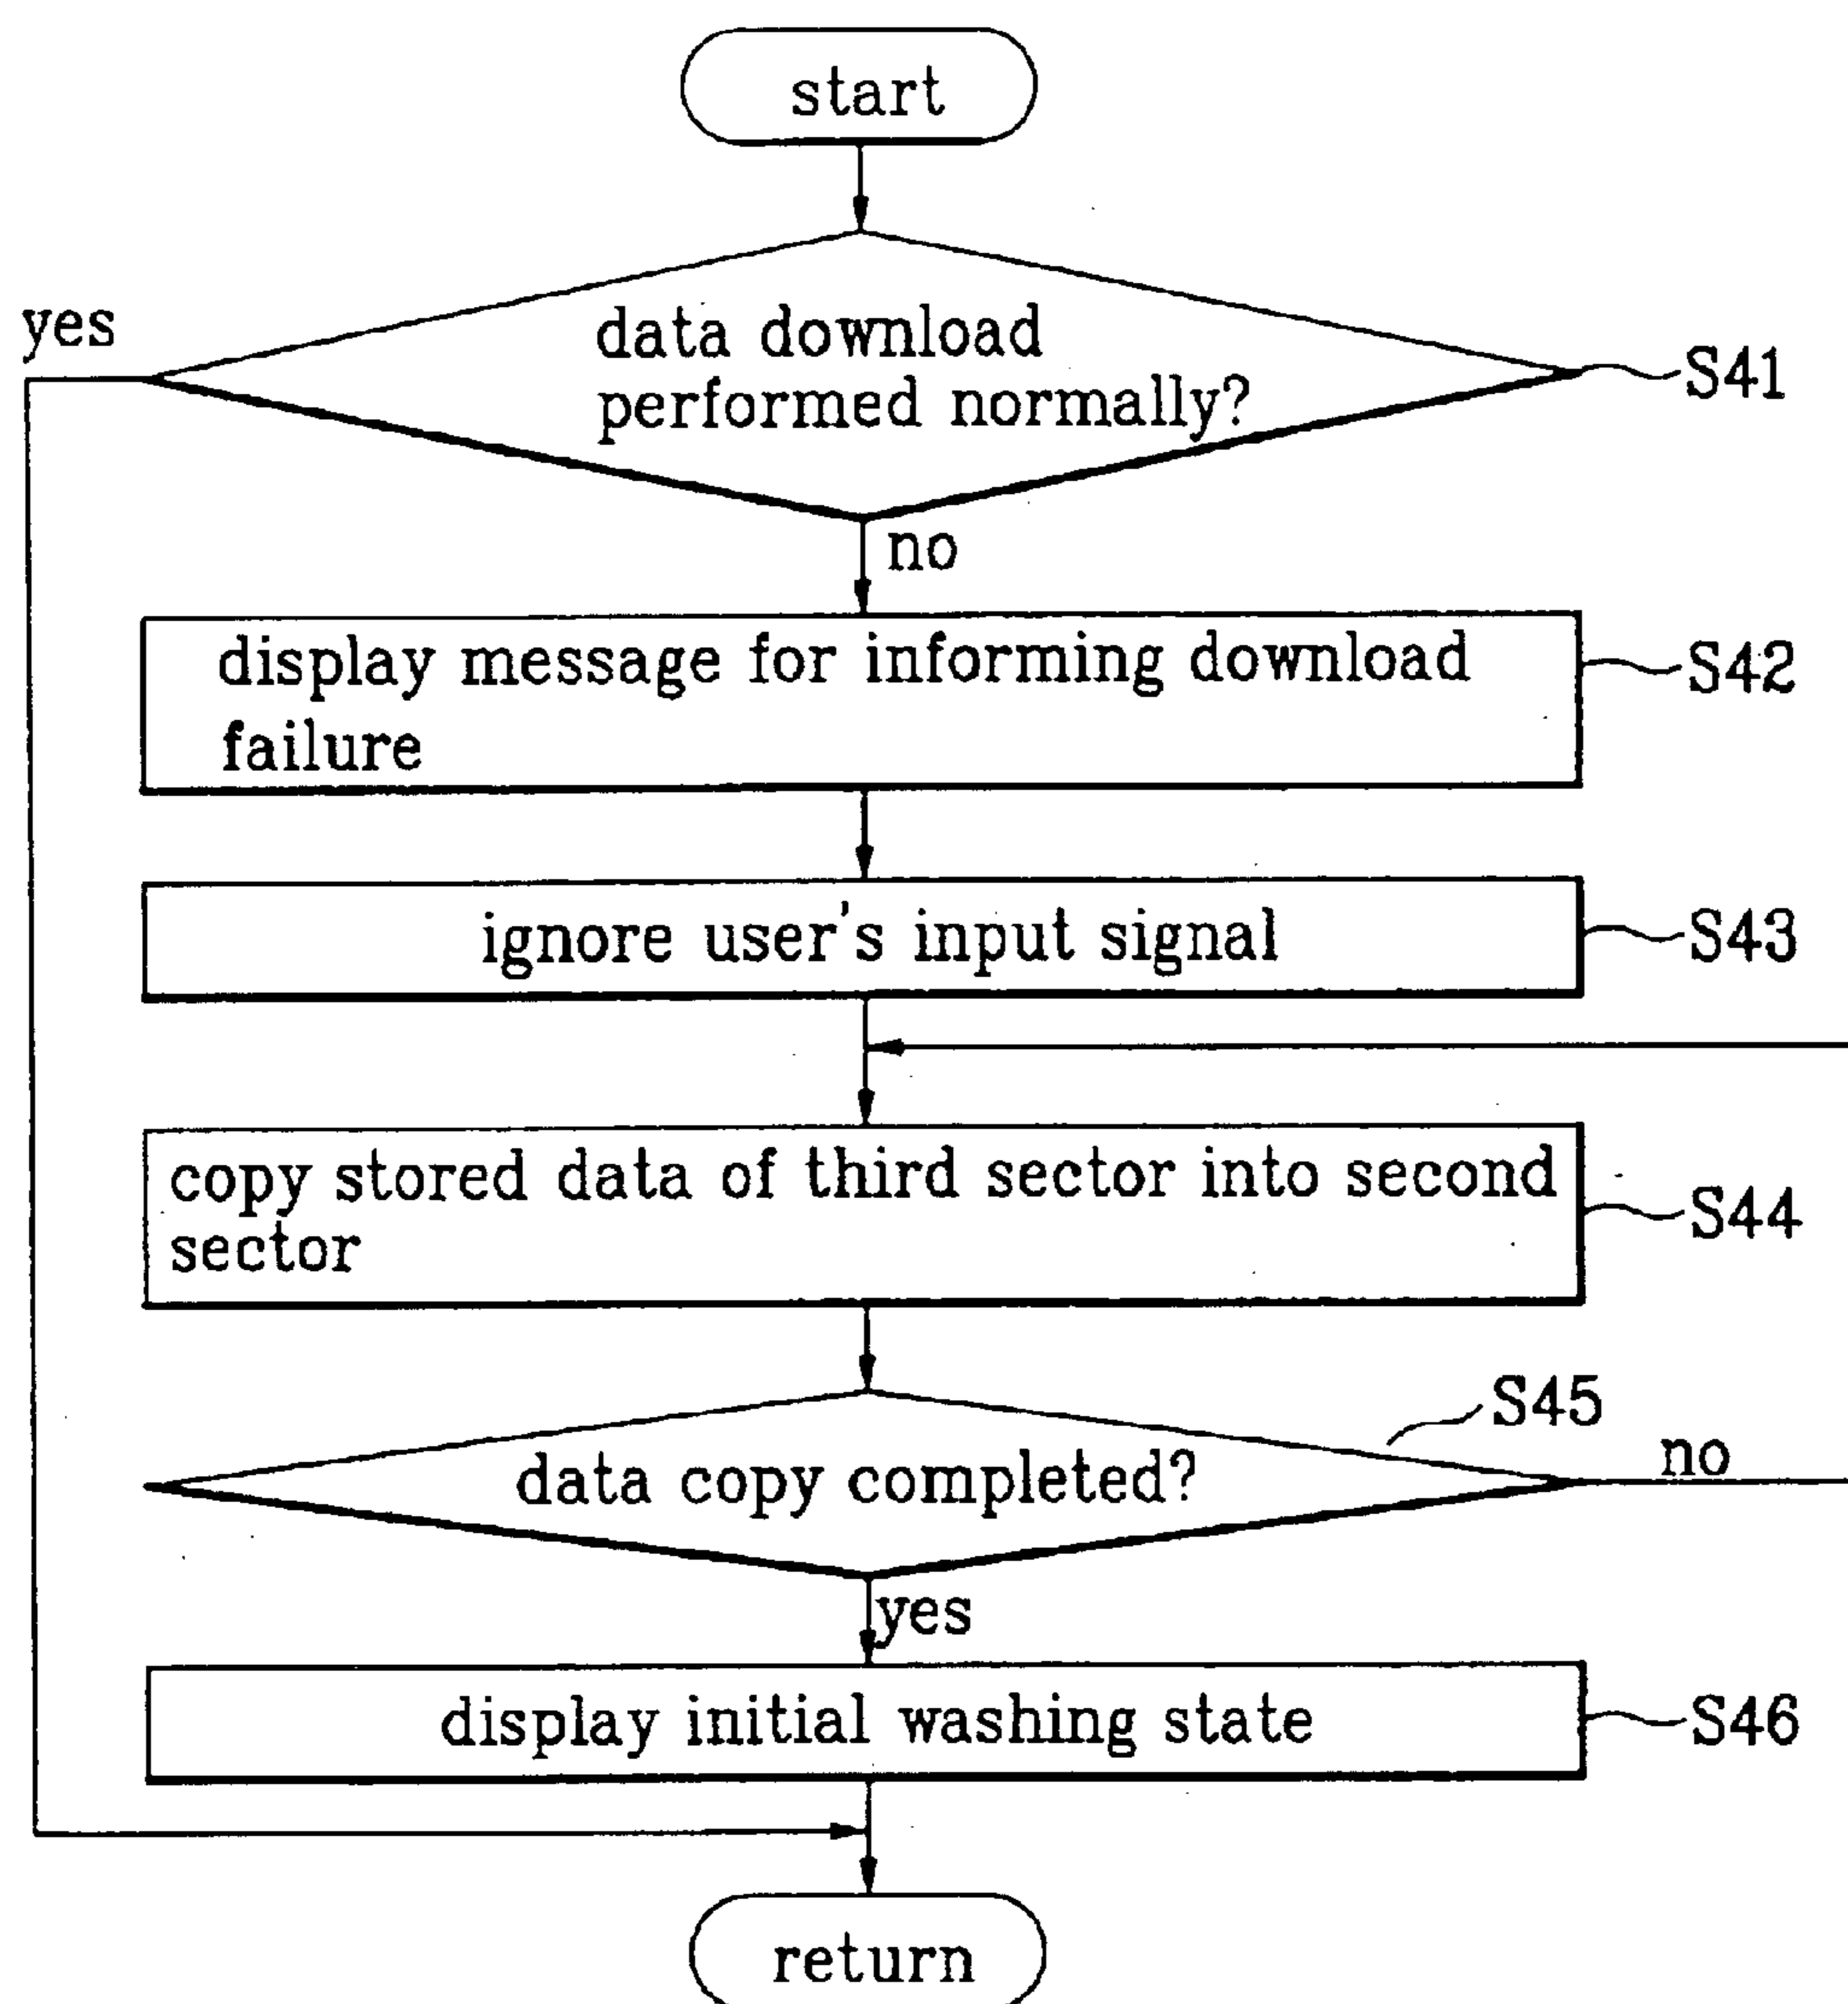 start
yes
data download
performed normally?
S41
no
display message for informing download
failure
S42
ignore user's input signal
S43
copy stored data of third sector into second
sector
S44
S45
data copy completed?
no
yes
display initial washing state
S46
return